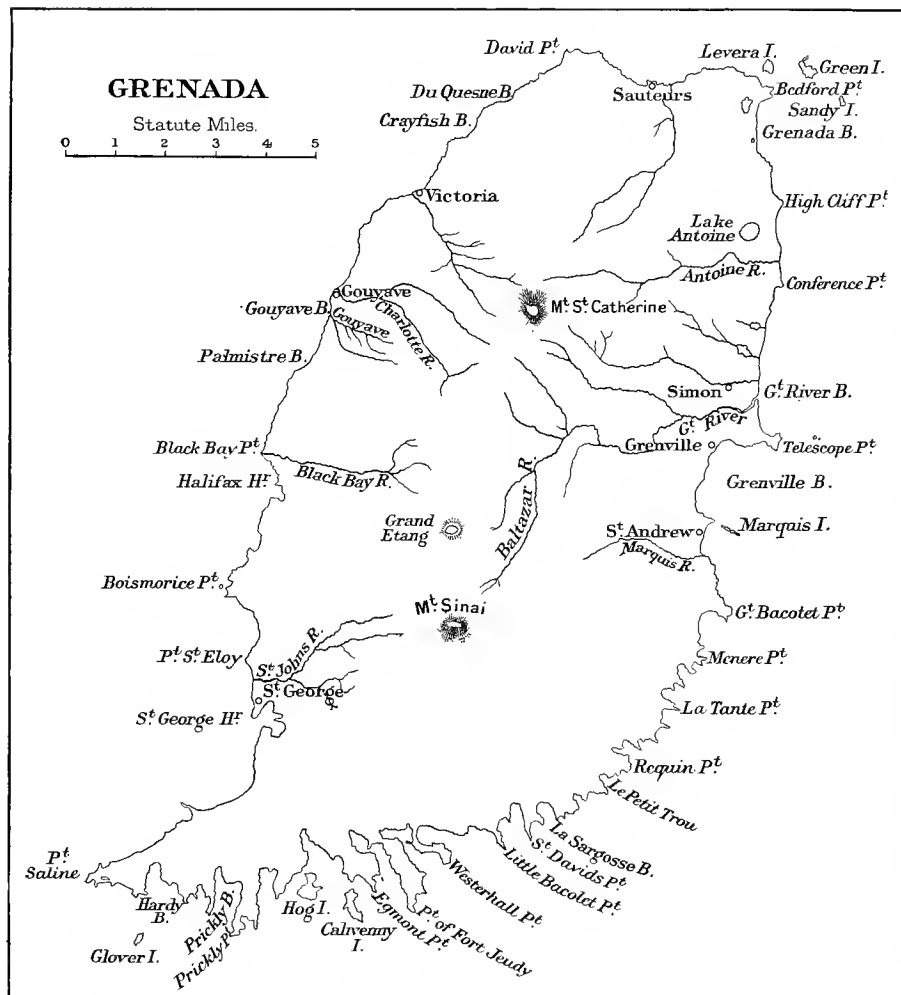 GRENADA
Statute Miles.
0 1 2 3 4 5
David Pt.
Levera I.
Green I.
Du Quesne B.
Sauteurs
Bedford Pt.
Sandy I.
Crayfish B.
Grenada B.
Victoria
High Cliff Pt.
Lake
Antoine
Antoine R.
Conference Pt.
Gouyave
Gouyave B.
Gouyave
Charlotte R.
Mt. St. Catherine
Palmistre B.
Simon
Gt. River B.
Gt. River
Black Bay Pt.
Black Bay R.
Grenville
Telescope Pt.
Halifax Hr.
Grenville B.
Grand
Etang
Baltazar R.
St. Andrew
Marquis I.
Marquis R.
Boismorice Pt.
Mt. Sinai
Gt. Bacotet Pt.
Pt. St. Eloy
St. Johns R.
Menere Pt.
St. George
St. George Hr.
La Tante Pt.
Requin Pt.
Le Petit Trou
La Sargosse B.
St. Davids Pt.
Little Bacolet Pt.
Westerhall Pt.
Pt. of Fort Jeudy
Egmont Pt.
Calivenny
I.
Hog I.
Prickly Pt.
Prickly B.
Hardy
B.
Glover I.
Pt.
Saline